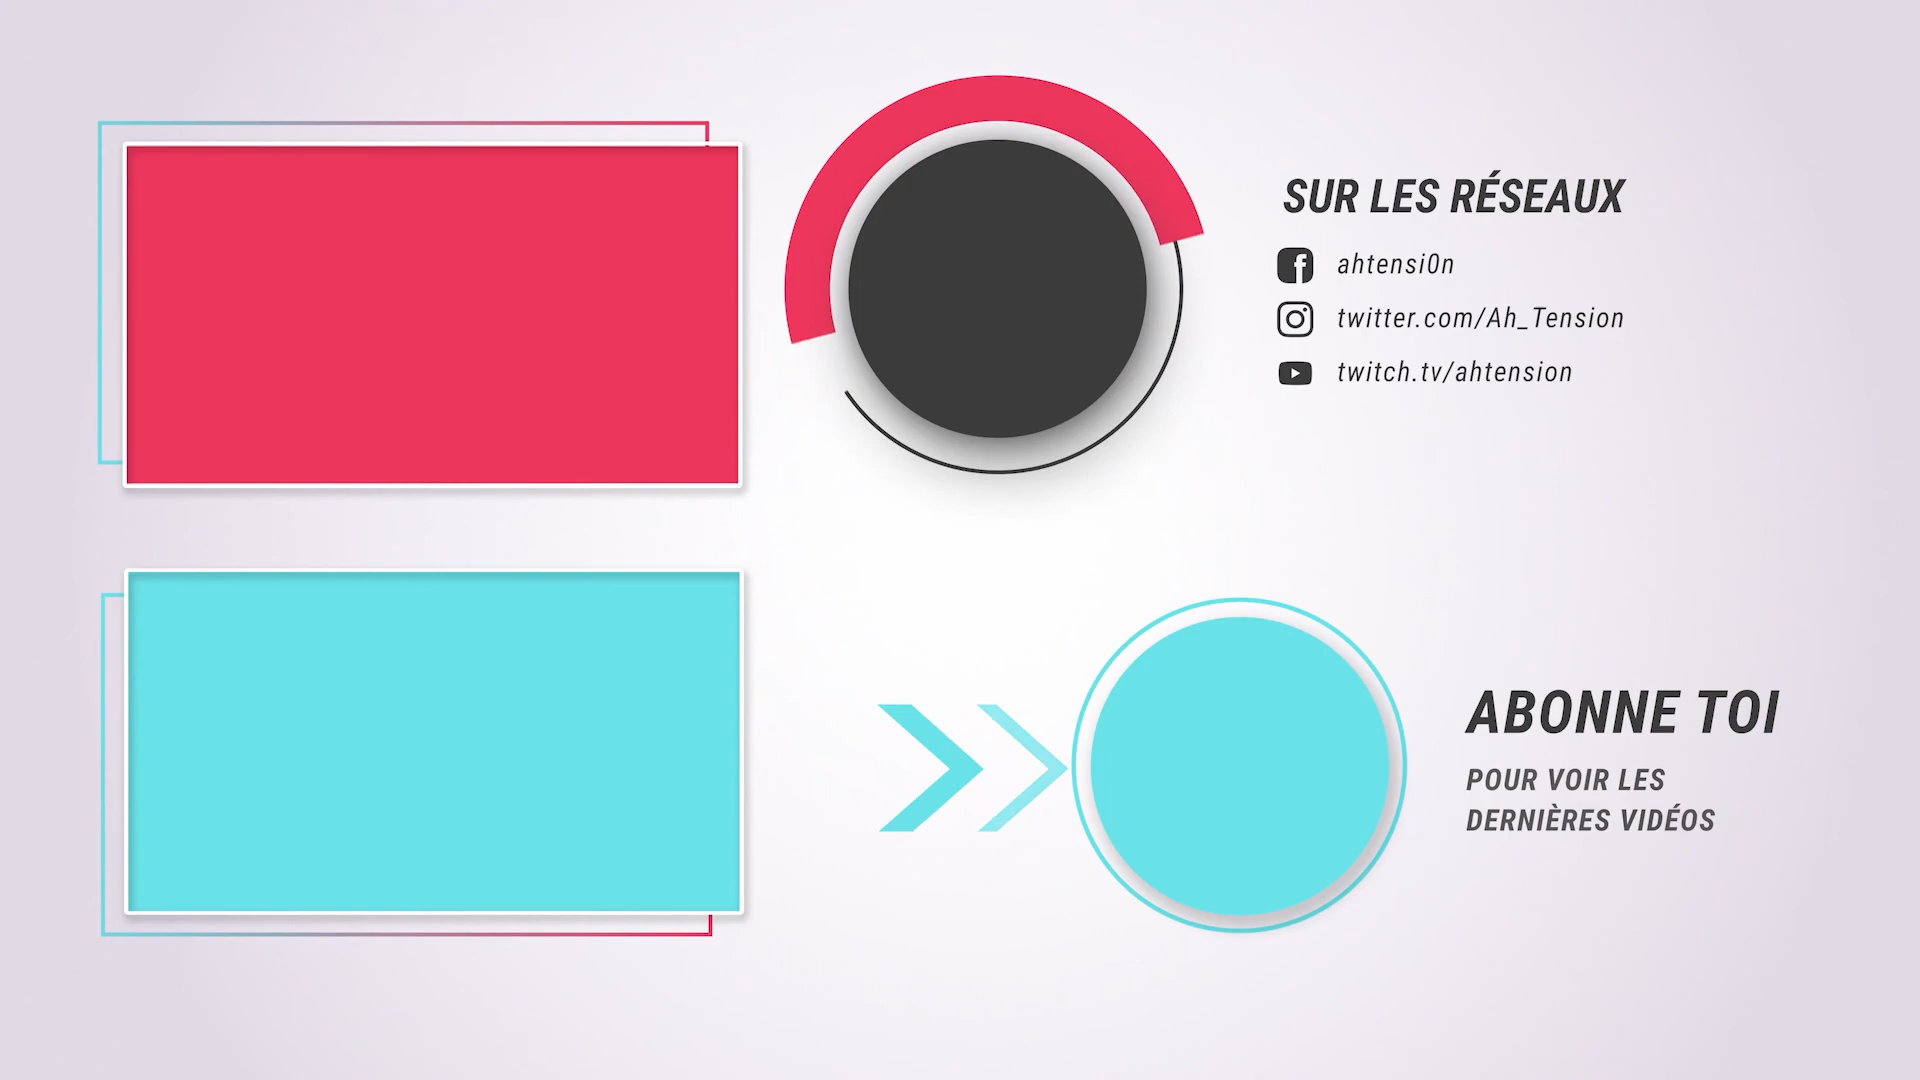 SUR LES RÉSEAUX
ahtensi0n
twitter.com/Ah_Tension
twitch.tv/ahtension
ABONNE TOI
POUR VOIR LES
DERNIÈRES VIDÉOS